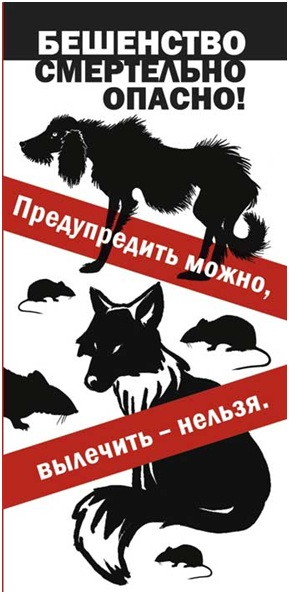 БЕШЕНСТВО
СМЕРТЕЛЬНО
ОПАСНО!
Предупредить можно,
вылечить – нельзя.